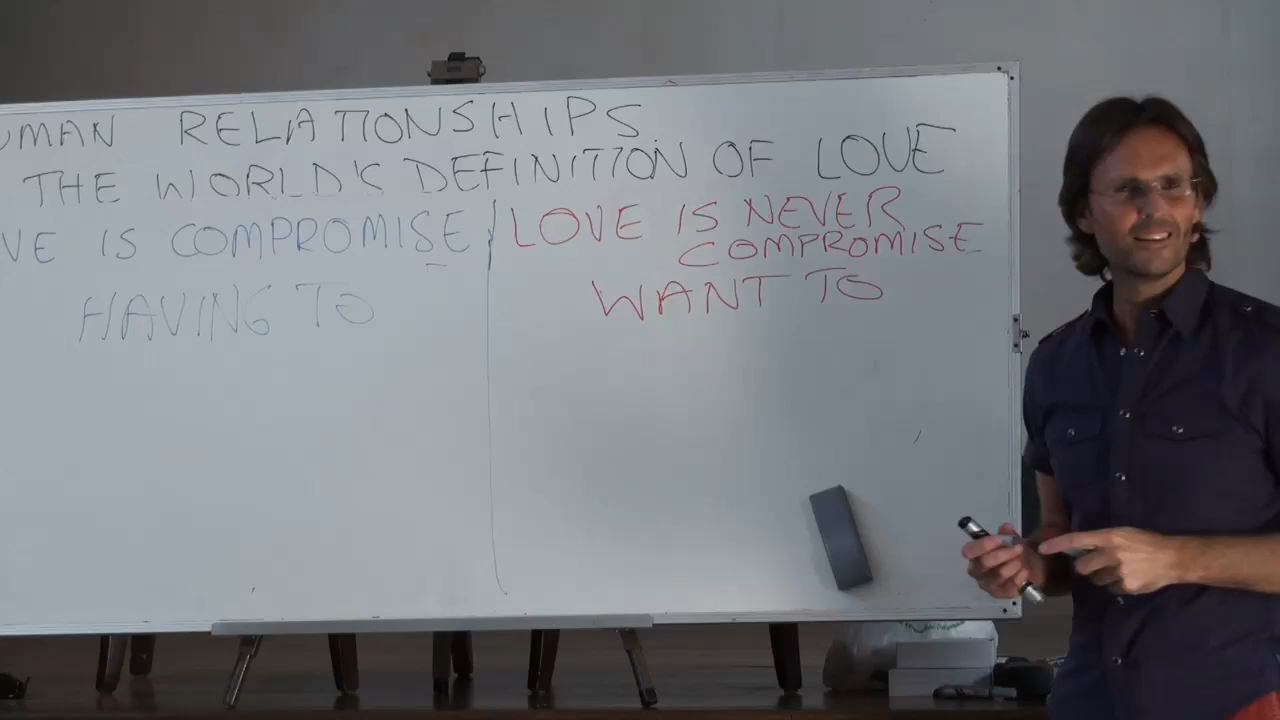 UMAN RELATIONSHIPS
THE WORLD'S DEFINITION OF LOVE
VE IS COMPROMISE
HAVING TO
LOVE IS NEVER
COMPROMISE
WANT TO